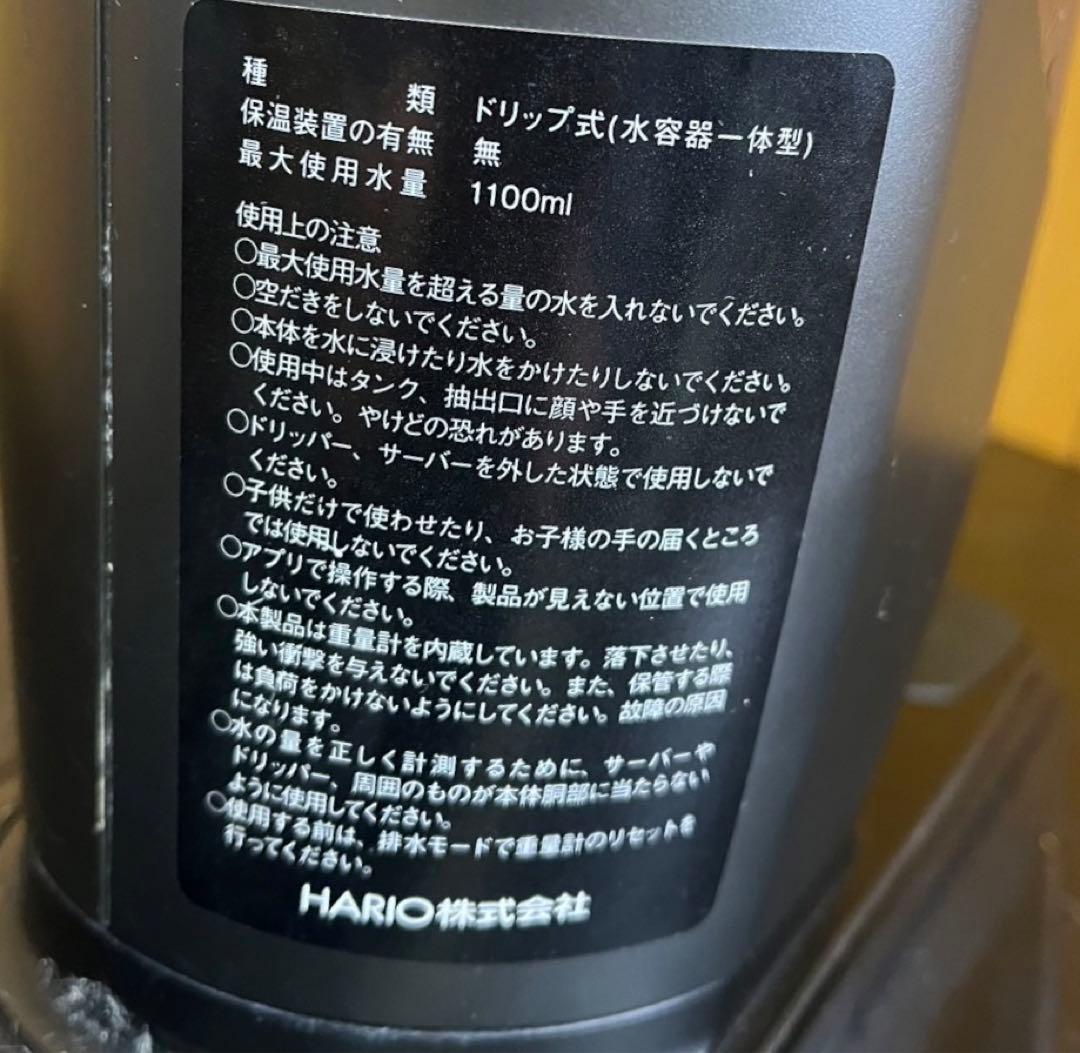 種類 ドリップ式(水容器一体型)
保温装置の有無 無
最大使用水量 1100ml
使用上の注意
○最大使用水量を超える量の水を入れないでください。
○空だきをしないでください。
○本体を水に浸けたり水をかけたりしないでください。
○使用中はタンク、抽出口に顔や手を近づけないで
ください。やけどの恐れがあります。
○ドリッパー、サーバーを外した状態で使用しないで
ください。
○子供だけで使わせたり、お子様の手の届くところ
では使用しないでください。
○アプリで操作する際、製品が見えない位置で使用
しないでください。
○本製品は重量計を内蔵しています。落下させたり、
強い衝撃を与えないでください。また、保管する際
は負荷をかけないようにしてください。故障の原因
になります。
○水の量を正しく計測するために、サーバーや
ドリッパー、周囲のものが本体胴部に当たらない
ように使用してください。
○使用する前は、排水モードで重量計のリセットを
行ってください。
HARIO株式会社